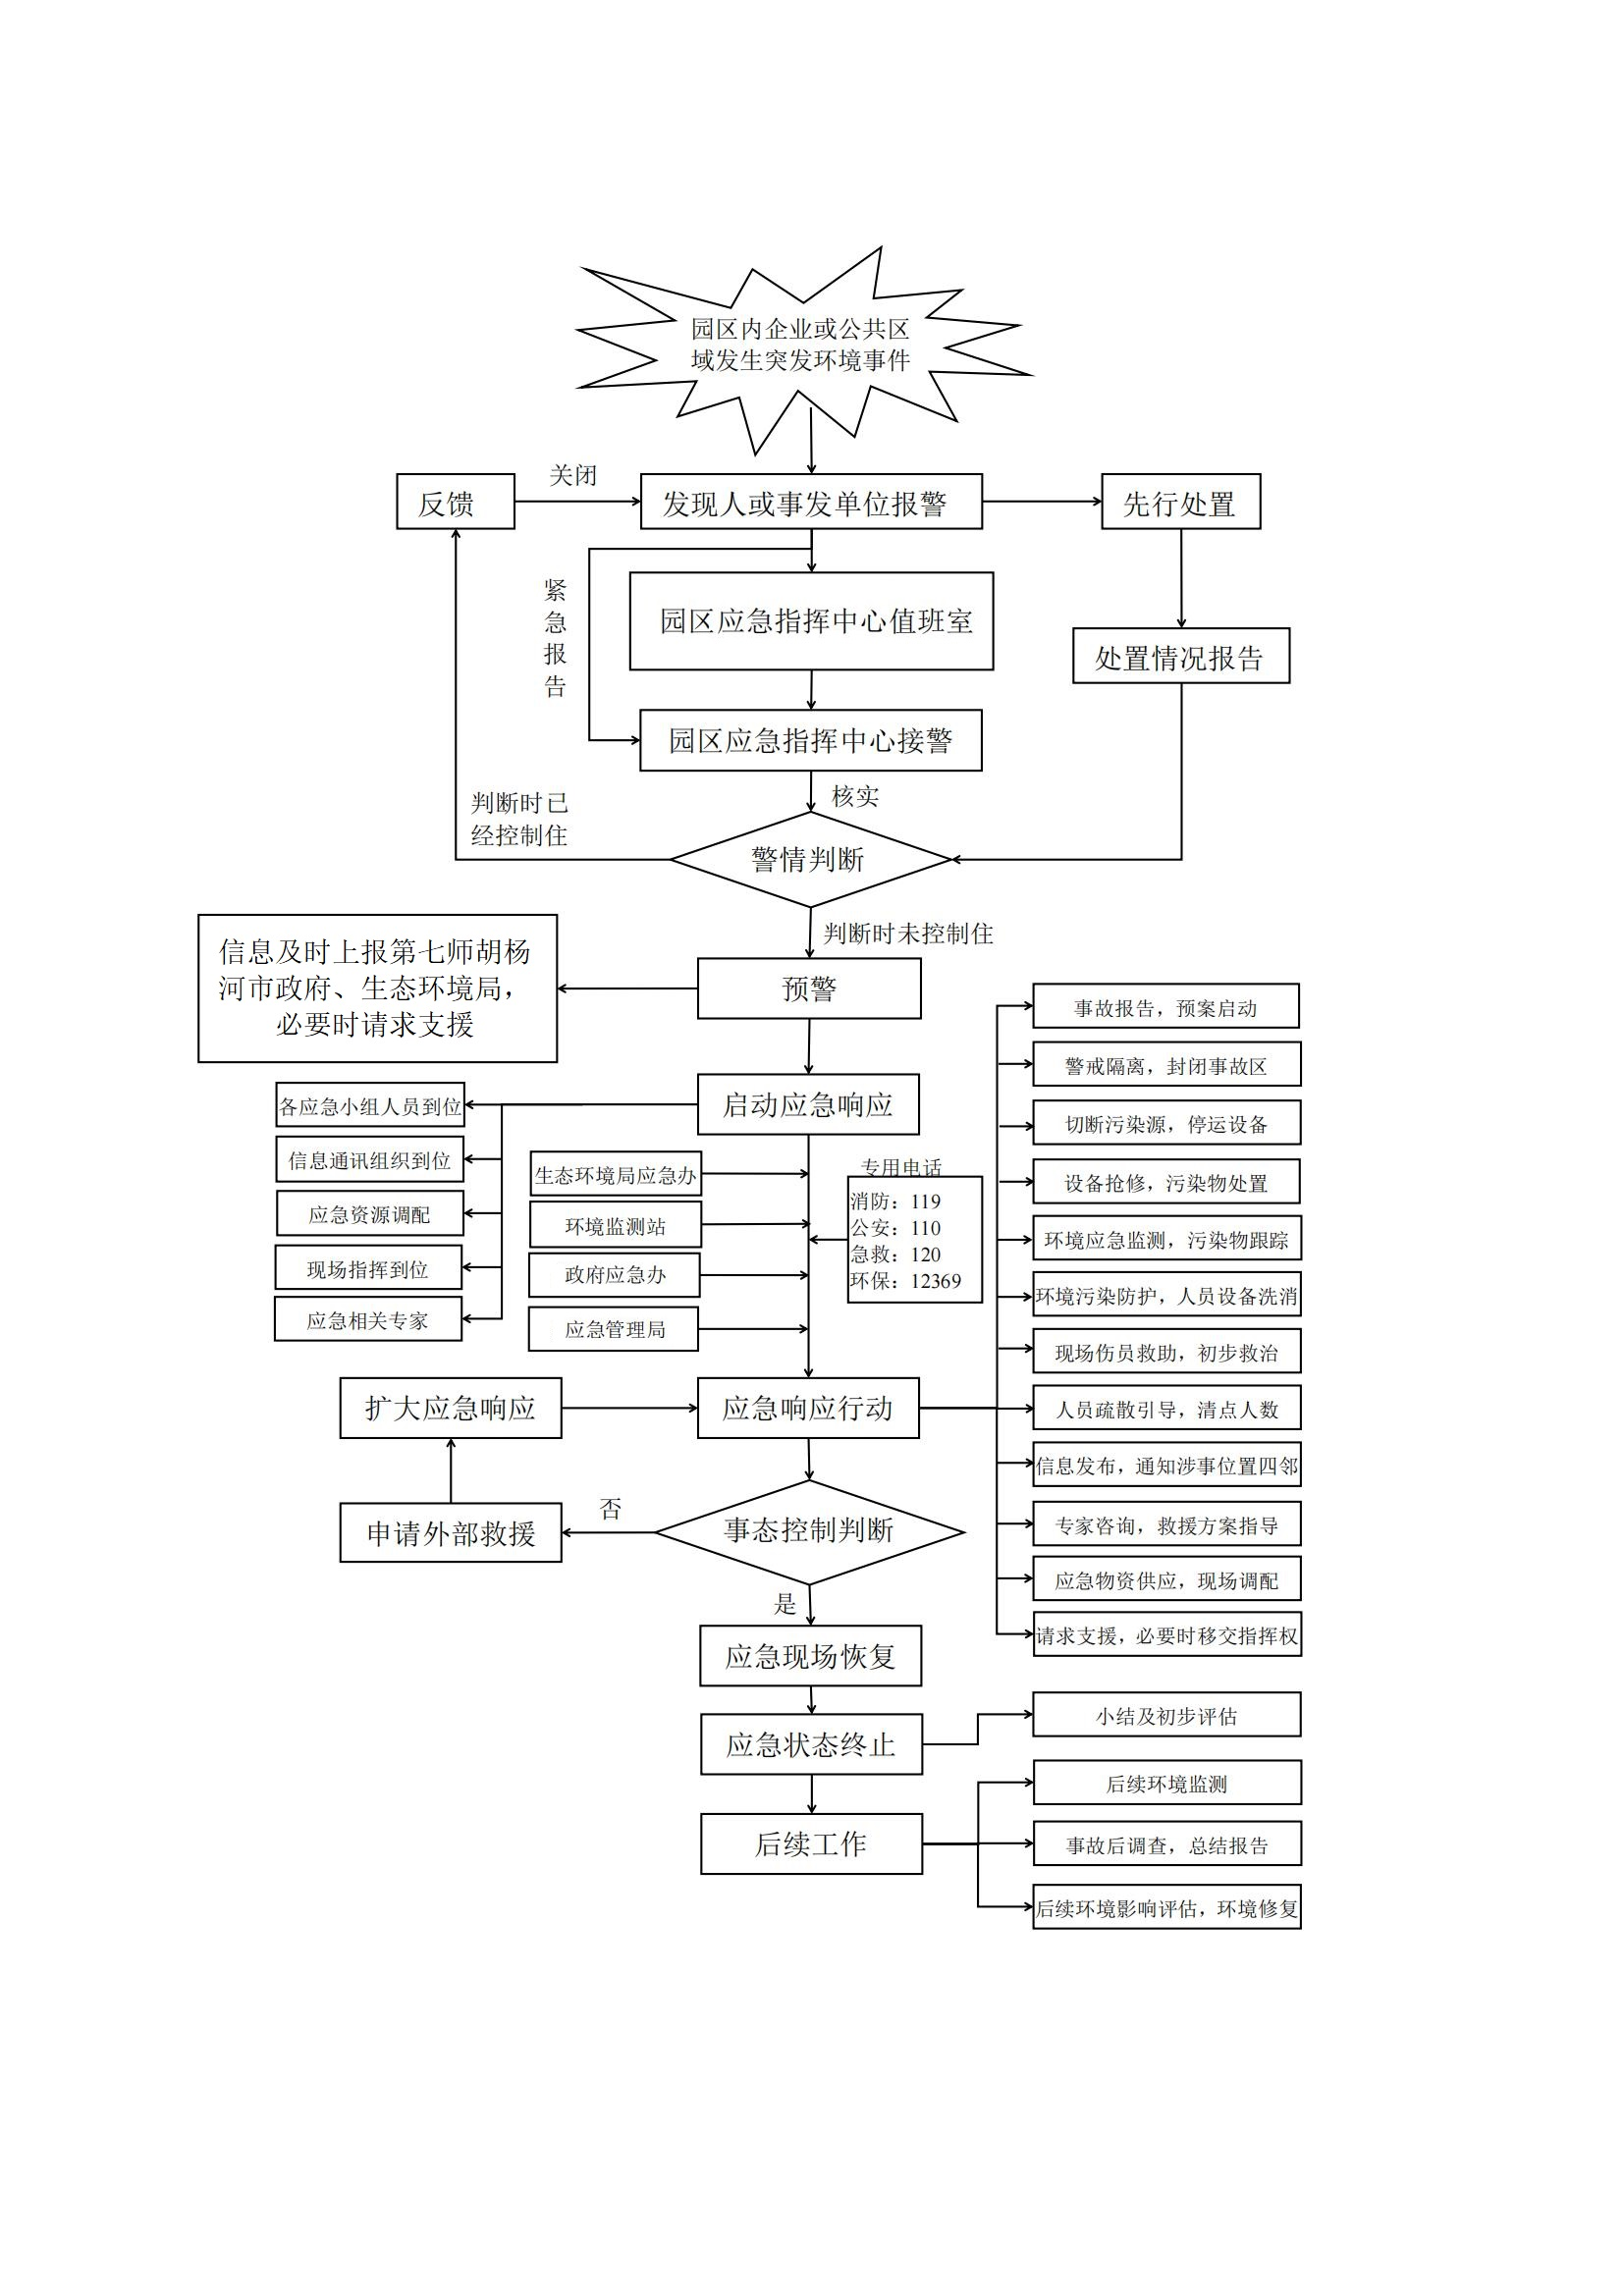 园区内企业或公共区
域发生突发环境事件
关闭
反馈
发现人或事发单位报警
先行处置
紧
急
报
告
园区应急指挥中心值班室
处置情况报告
园区应急指挥中心接警
判断时已
经控制住
核实
警情判断
判断时未控制住
信息及时上报第七师胡杨
河市政府、生态环境局，
必要时请求支援
预警
启动应急响应
各应急小组人员到位
信息通讯组织到位
应急资源调配
现场指挥到位
应急相关专家
生态环境局应急办
环境监测站
政府应急办
应急管理局
专用电话
消防：119
公安：110
急救：120
环保：12369
扩大应急响应
应急响应行动
事故报告，预案启动
警戒隔离，封闭事故区
切断污染源，停运设备
设备抢修，污染物处置
环境应急监测，污染物跟踪
环境污染防护，人员设备洗消
现场伤员救助，初步救治
人员疏散引导，清点人数
信息发布，通知涉事位置四邻
专家咨询，救援方案指导
应急物资供应，现场调配
请求支援，必要时移交指挥权
申请外部救援
否
事态控制判断
是
应急现场恢复
应急状态终止
小结及初步评估
后续工作
后续环境监测
事故后调查，总结报告
后续环境影响评估，环境修复